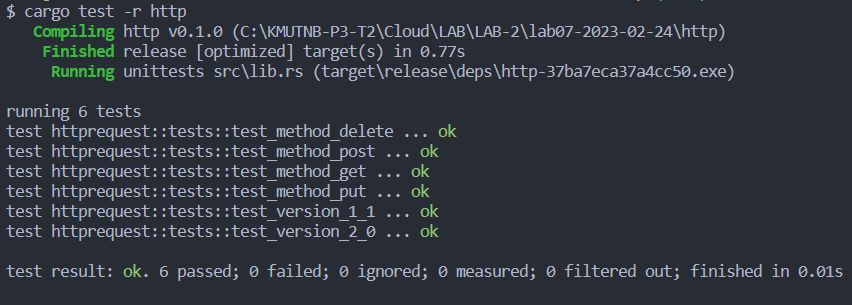 $ cargo test -r http
Compiling http v0.1.0 (C:\KMUTNB-P3-T2\Cloud\LAB\LAB-2\lab07-2023-02-24\http)
Finished release [optimized] target(s) in 0.77s
Running unittests src\lib.rs (target\release\deps\http-37ba7eca37a4cc50.exe)
running 6 tests
test httprequest::tests::test_method_delete ... ok
test httprequest::tests::test_method_post ... ok
test httprequest::tests::test_method_get ... ok
test httprequest::tests::test_method_put ... ok
test httprequest::tests::test_version_1_1 ... ok
test httprequest::tests::test_version_2_0 ... ok
test result: ok. 6 passed; 0 failed; 0 ignored; 0 measured; 0 filtered out; finished in 0.01s